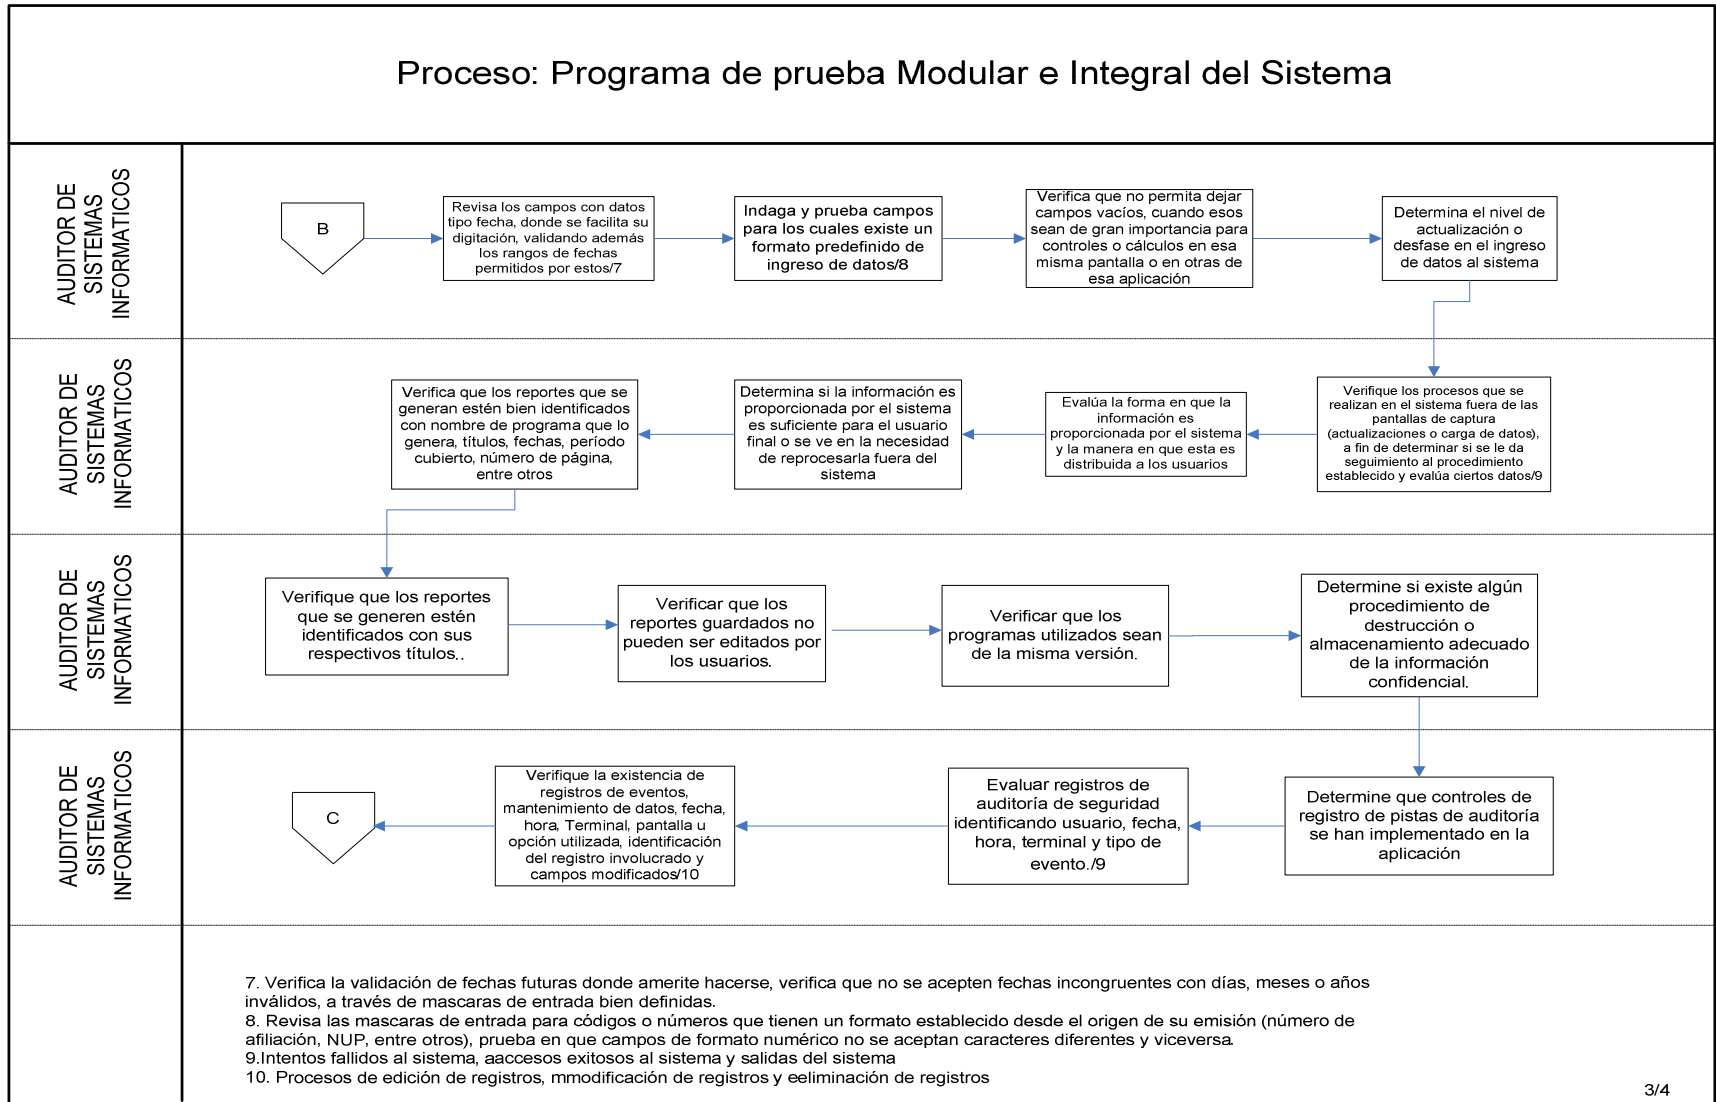 Proceso: Programa de prueba Modular e Integral del Sistema
AUDITOR DE
SISTEMAS
INFORMATICOS
B
Revisa los campos con datos
tipo fecha, donde se facilita su
digitación, validando además
los rangos de fechas
permitidos por estos/7
Indaga y prueba campos
para los cuales existe un
formato predefinido de
ingreso de datos/8
Verifica que no permita dejar
campos vacíos, cuando esos
sean de gran importancia para
controles o cálculos en esa
misma pantalla o en otras de
esa aplicación
Determina el nivel de
actualización o
desfase en el ingreso
de datos al sistema
AUDITOR DE
SISTEMAS
INFORMATICOS
Verifica que los reportes que se
generan estén bien identificados
con nombre de programa que lo
genera, títulos, fechas, período
cubierto, número de página,
entre otros
Determina si la información es
proporcionada por el sistema
es suficiente para el usuario
final o se ve en la necesidad
de reprocesarla fuera del
sistema
Evalúa la forma en que la
información es
proporcionada por el sistema
y la manera en que esta es
distribuida a los usuarios
Verifique los procesos que se
realizan en el sistema fuera de las
pantallas de captura
(actualizaciones o carga de datos),
a fin de determinar si se le da
seguimiento al procedimiento
establecido y evalúa ciertos datos/9
AUDITOR DE
SISTEMAS
INFORMATICOS
Verifique que los reportes
que se generen estén
identificados con sus
respectivos títulos..
Verificar que los
reportes guardados no
pueden ser editados por
los usuarios.
Verificar que los
programas utilizados sean
de la misma versión.
Determine si existe algún
procedimiento de
destrucción o
almacenamiento adecuado
de la información
confidencial.
AUDITOR DE
SISTEMAS
INFORMATICOS
C
Verifique la existencia de
registros de eventos,
mantenimiento de datos, fecha,
hora, Terminal, pantalla u
opción utilizada, identificación
del registro involucrado y
campos modificados/10
Evaluar registros de
auditoría de seguridad
identificando usuario, fecha,
hora, terminal y tipo de
evento./9
Determine que controles de
registro de pistas de auditoría
se han implementado en la
aplicación
7. Verifica la validación de fechas futuras donde amerite hacerse, verifica que no se acepten fechas incongruentes con días, meses o años
inválidos, a través de mascaras de entrada bien definidas.
8. Revisa las mascaras de entrada para códigos o números que tienen un formato establecido desde el origen de su emisión (número de
afiliación, NUP, entre otros), prueba en que campos de formato numérico no se aceptan caracteres diferentes y viceversa.
9.Intentos fallidos al sistema, aaccesos exitosos al sistema y salidas del sistema
10. Procesos de edición de registros, mmodificación de registros y eeliminación de registros
3/4